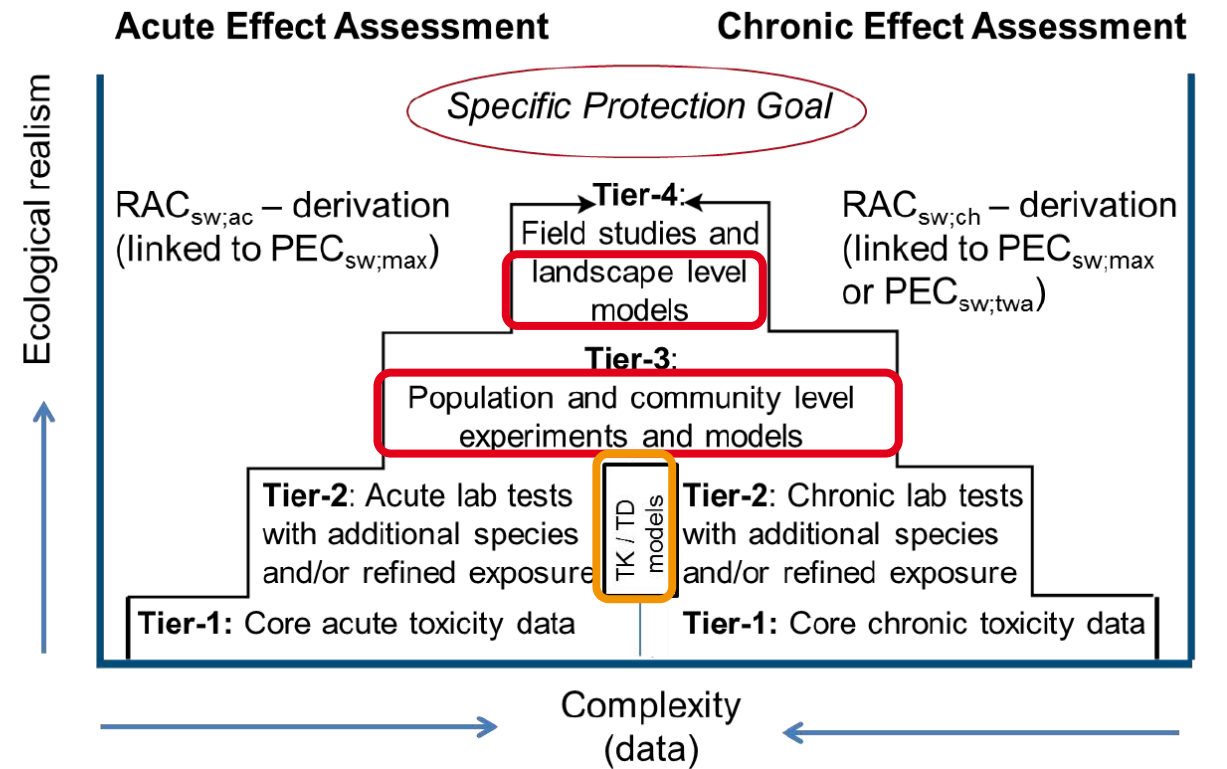 Acute Effect Assessment
Chronic Effect Assessment
Ecological realism
Specific Protection Goal
RACsw;ac – derivation
(linked to PECsw;max)
Tier-4:
Field studies and
landscape level
models
RACsw;ch – derivation
(linked to PECsw;max
or PECsw;twa)
Tier-3:
Population and community level
experiments and models
Tier-2: Acute lab tests
with additional species
and/or refined exposure
TK / TD
models
Tier-2: Chronic lab tests
with additional species
and/or refined exposure
Tier-1: Core acute toxicity data
Tier-1: Core chronic toxicity data
Complexity
(data)